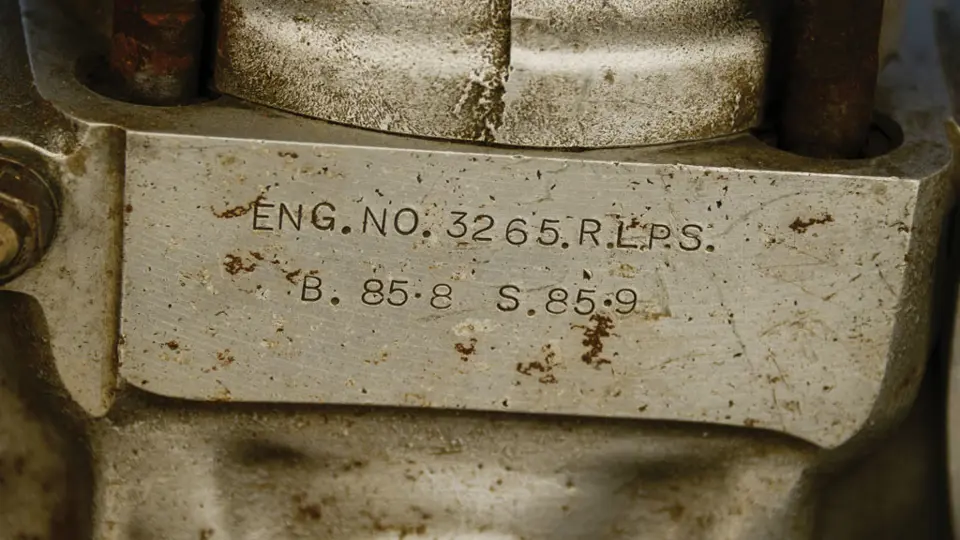 ENG. NO. 3265. R.L.P.S.
B. 85·8 S. 85·9